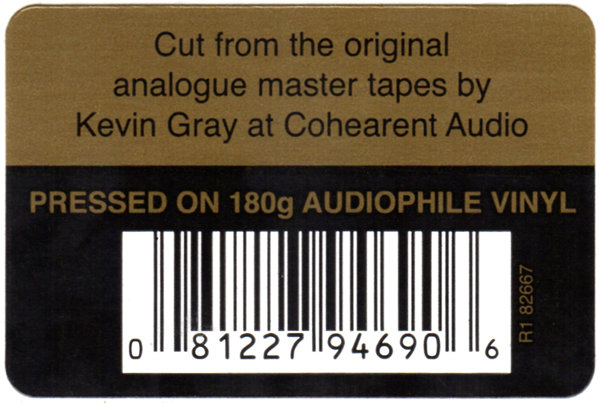 Cut from the original
analogue master tapes by
Kevin Gray at Cohearent Audio
PRESSED ON 180g AUDIOPHILE VINYL
R1 82667
0 81227 94690 6